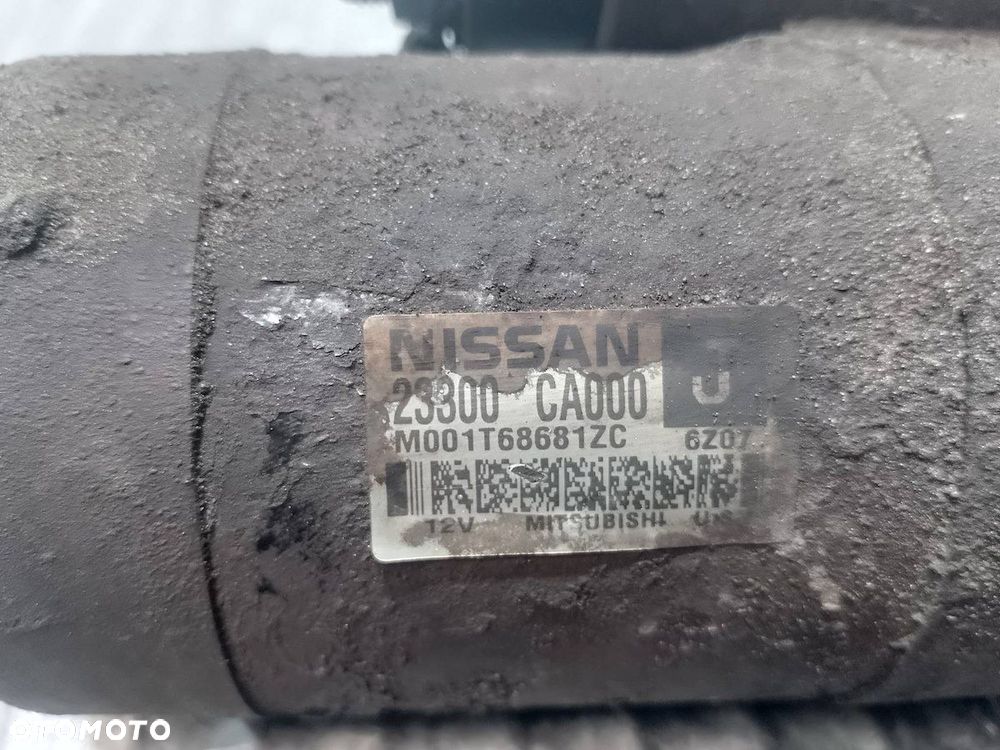 NISSAN
J
23300 CA000
M001T68681ZC 6Z07
12V MITSUBISHI
OTOMOTO